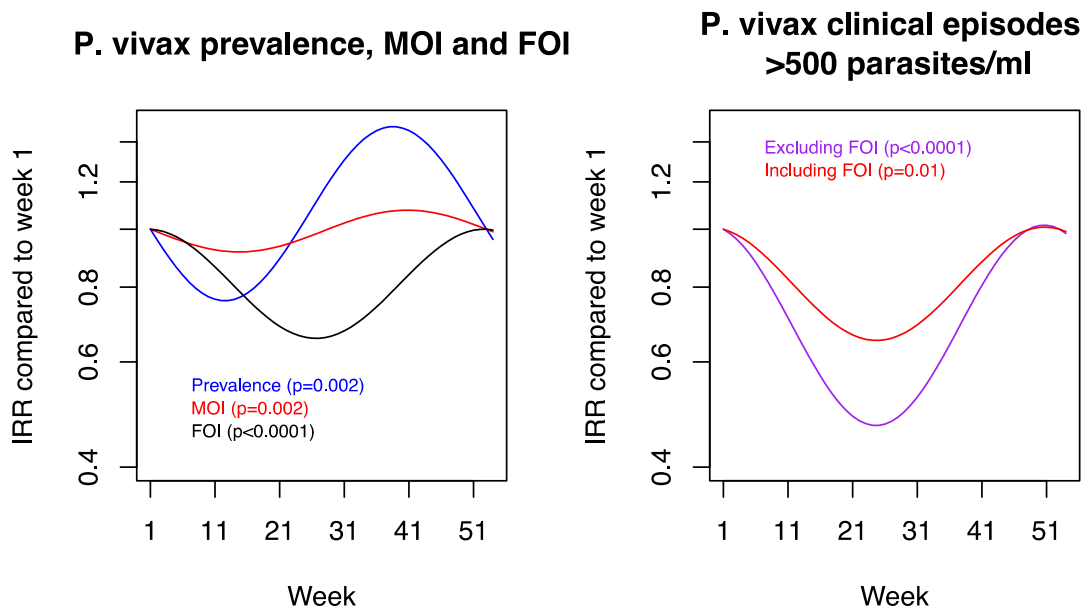 P. vivax prevalence, MOI and FOI
IRR compared to week 1
1.2
0.8
0.6
0.4
Prevalence (p=0.002)
MOI (p=0.002)
FOI (p<0.0001)
1 11 21 31 41 51
Week
P. vivax clinical episodes
>500 parasites/ml
IRR compared to week 1
1.2
0.8
0.6
0.4
Excluding FOI (p<0.0001)
Including FOI (p=0.01)
1 11 21 31 41 51
Week